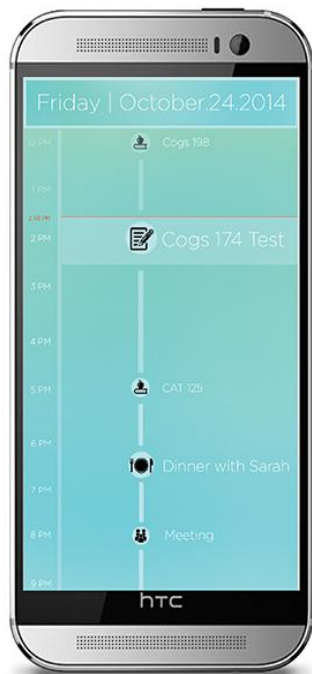 Friday | October.24.2014
12 PM
Cogs 198
1 PM
2 PM
Cogs 174 Test
3 PM
4 PM
5 PM
CAT 125
6 PM
Dinner with Sarah
7 PM
8 PM
Meeting
9 PM
hTC